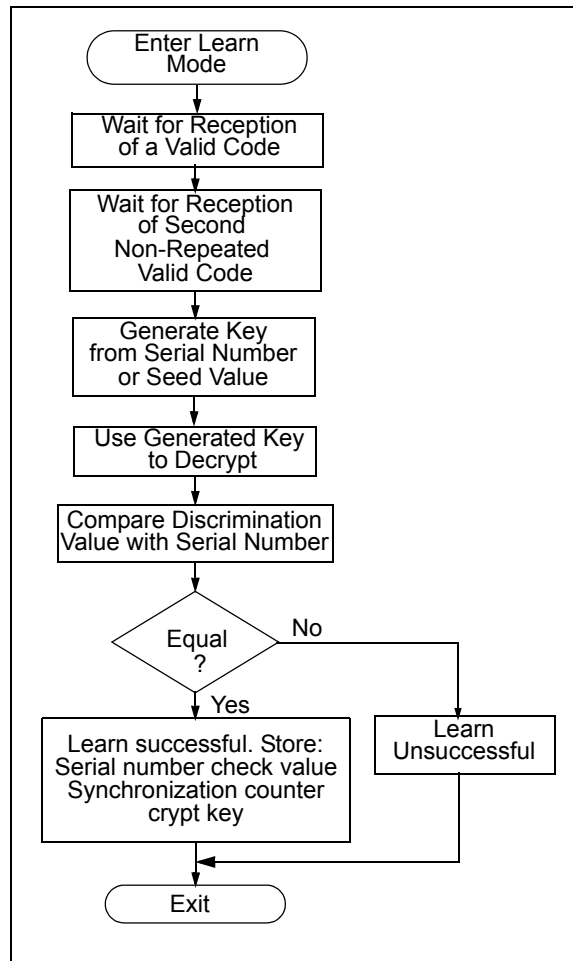 Enter Learn
Mode
Wait for Reception
of a Valid Code
Wait for Reception
of Second
Non-Repeated
Valid Code
Generate Key
from Serial Number
or Seed Value
Use Generated Key
to Decrypt
Compare Discrimination
Value with Serial Number
Equal
?
No
Yes
Learn successful. Store:
Serial number check value
Synchronization counter
crypt key
Learn
Unsuccessful
Exit